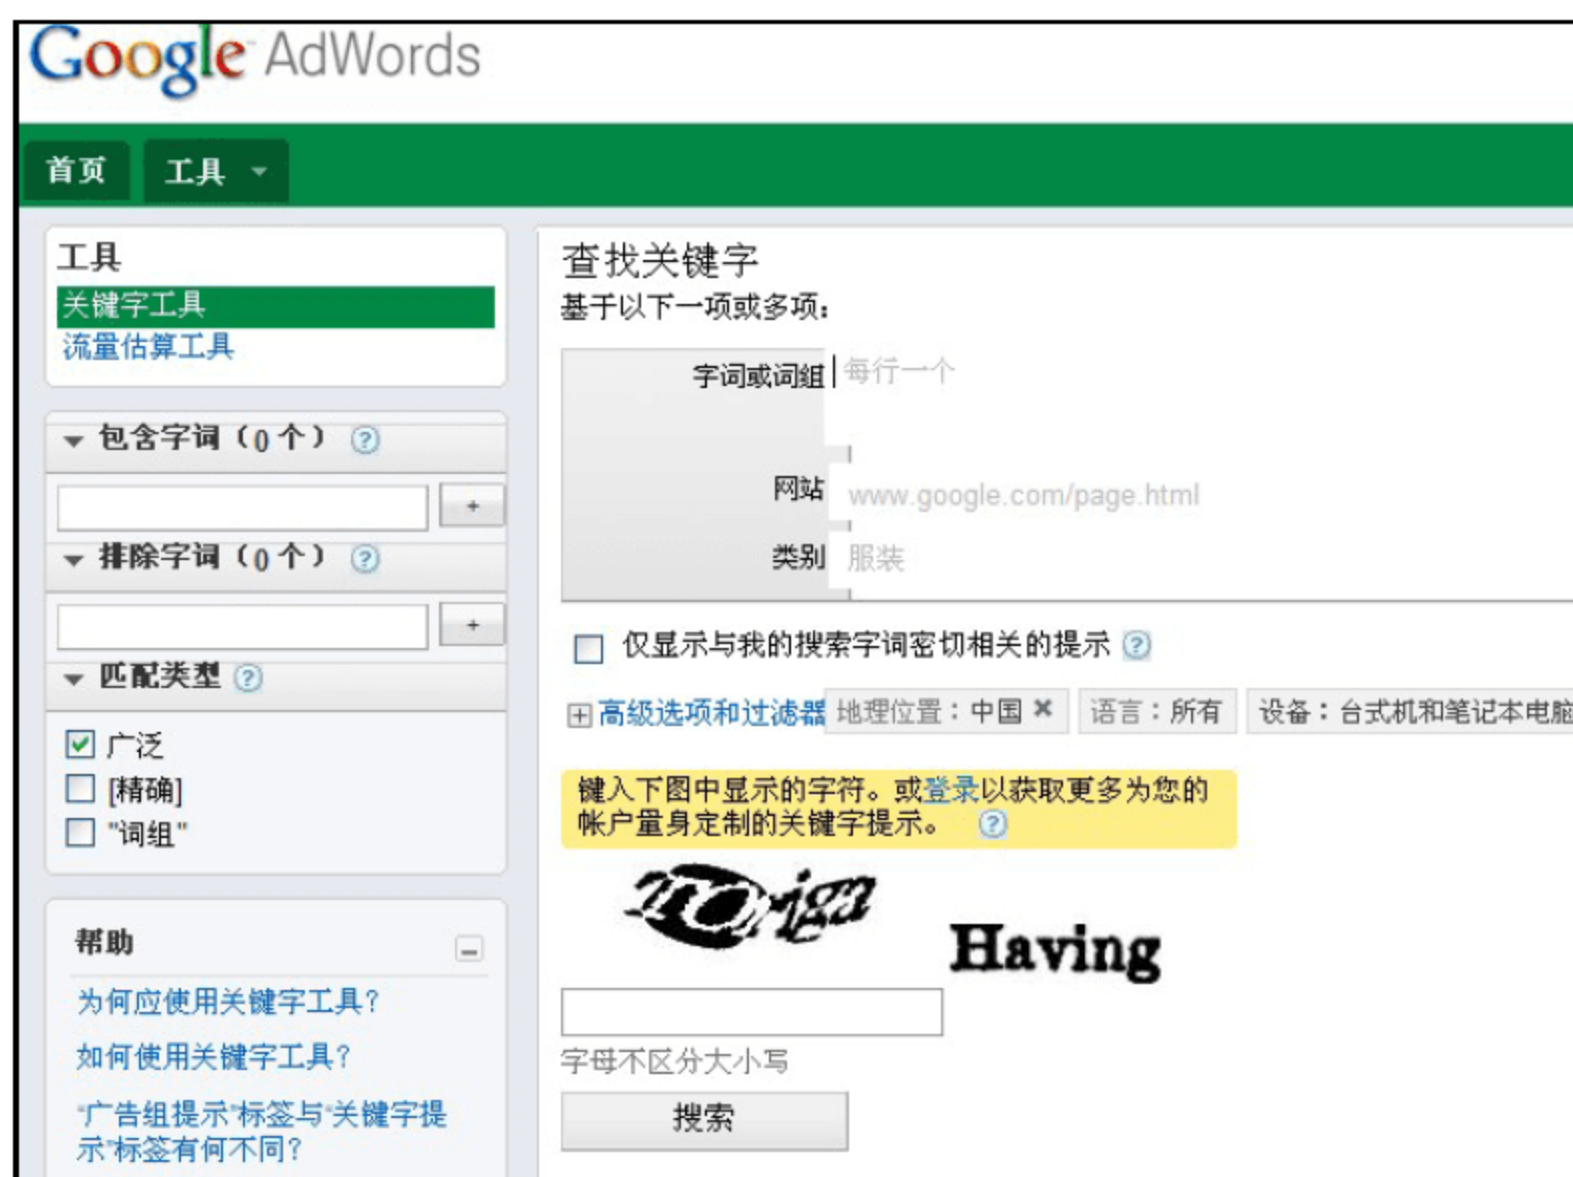 Google AdWords
首页 工具
工具
关键字工具
流量估算工具
包含字词（0 个）
+
排除字词（0 个）
+
匹配类型
广泛
[精确]
"词组"
帮助
为何应使用关键字工具？
如何使用关键字工具？
"广告组提示"标签与"关键字提
示"标签有何不同？
查找关键字
基于以下一项或多项：
字词或词组 每行一个
网站 www.google.com/page.html
类别 服装
仅显示与我的搜索字词密切相关的提示
高级选项和过滤器 地理位置：中国 语言：所有 设备：台式机和笔记本电脑
键入下图中显示的字符。或登录以获取更多为您的
帐户量身定制的关键字提示。
Having
字母不区分大小写
搜索